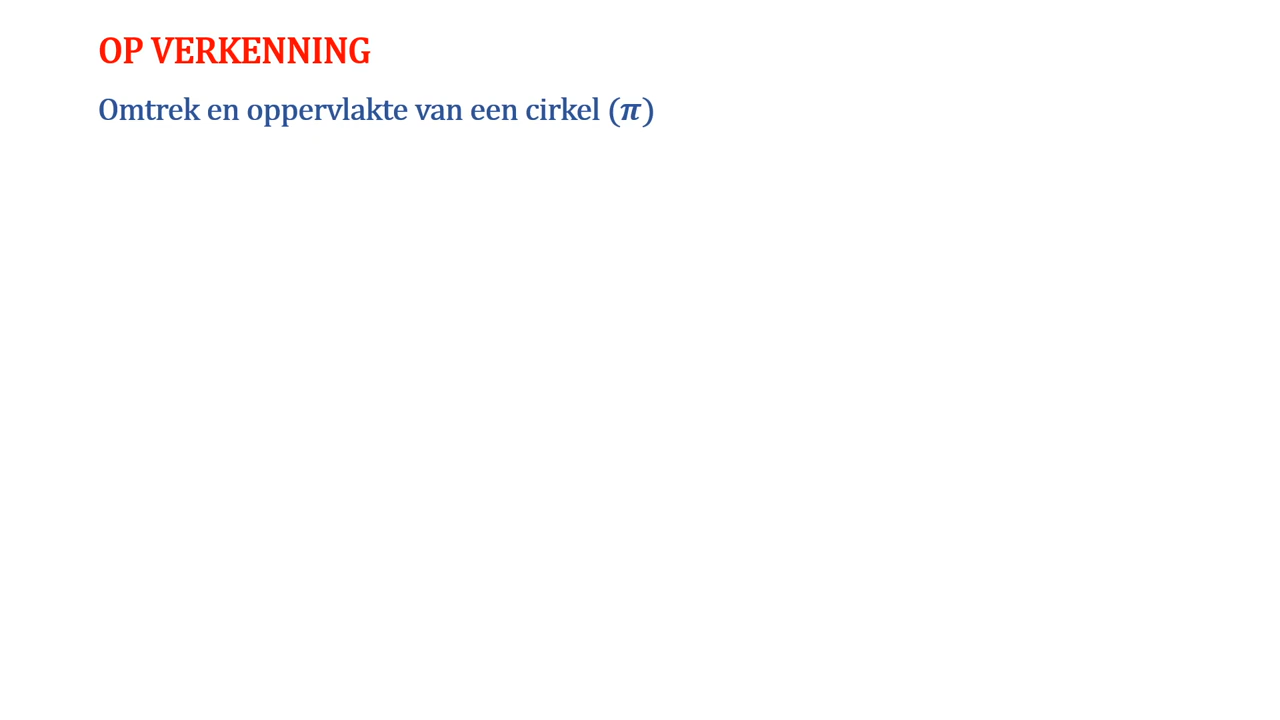 OP VERKENNING
Omtrek en oppervlakte van een cirkel (π)